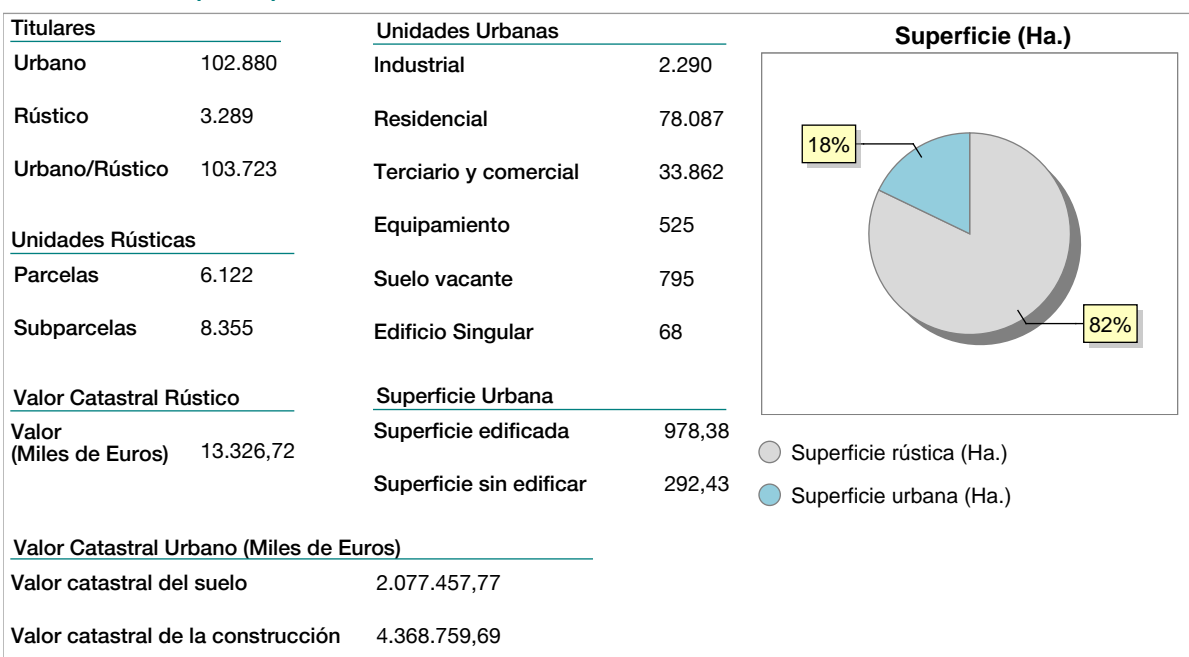 Titulares
Urbano 102.880
Rústico 3.289
Urbano/Rústico 103.723
Unidades Rústicas
Parcelas 6.122
Subparcelas 8.355
Valor Catastral Rústico
Valor
(Miles de Euros) 13.326,72
Unidades Urbanas
Industrial 2.290
Residencial 78.087
Terciario y comercial 33.862
Equipamiento 525
Suelo vacante 795
Edificio Singular 68
Superficie Urbana
Superficie edificada 978,38
Superficie sin edificar 292,43
Superficie (Ha.)
18%
82%
Superficie rústica (Ha.)
Superficie urbana (Ha.)
Valor Catastral Urbano (Miles de Euros)
Valor catastral del suelo 2.077.457,77
Valor catastral de la construcción 4.368.759,69